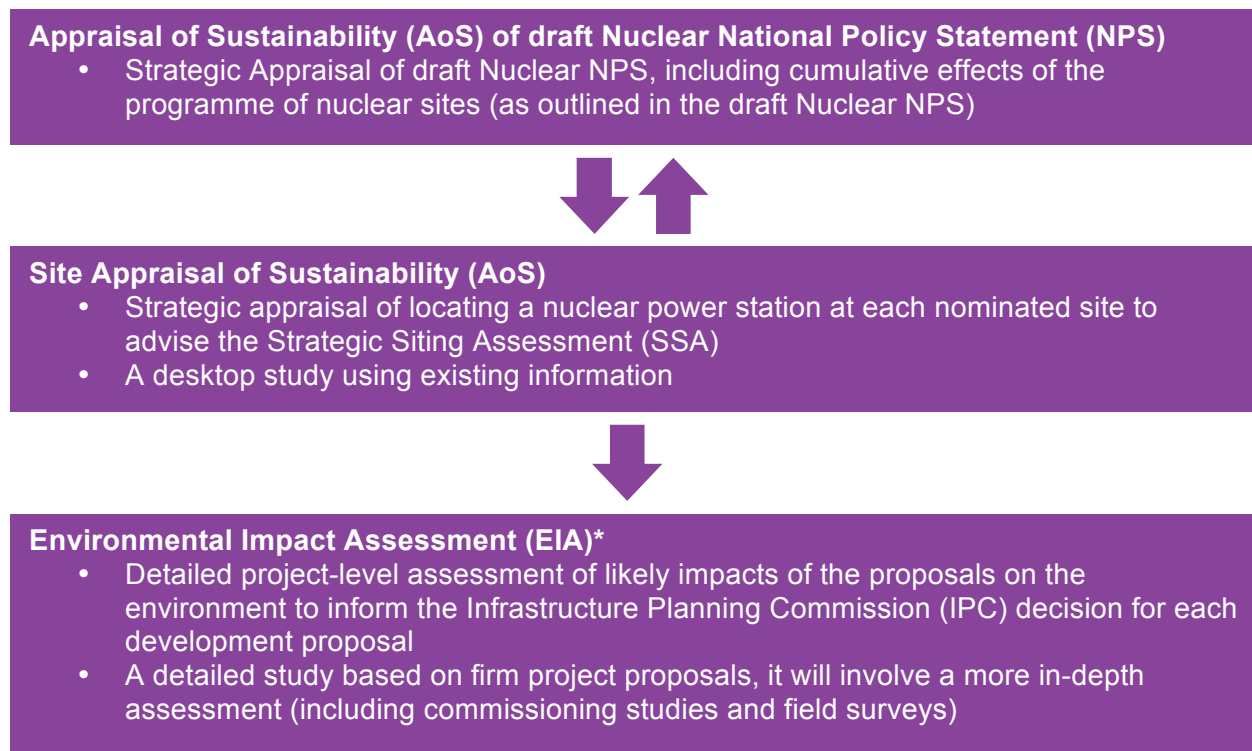 Appraisal of Sustainability (AoS) of draft Nuclear National Policy Statement (NPS)
• Strategic Appraisal of draft Nuclear NPS, including cumulative effects of the
programme of nuclear sites (as outlined in the draft Nuclear NPS)
Site Appraisal of Sustainability (AoS)
• Strategic appraisal of locating a nuclear power station at each nominated site to
advise the Strategic Siting Assessment (SSA)
• A desktop study using existing information
Environmental Impact Assessment (EIA)*
• Detailed project-level assessment of likely impacts of the proposals on the
environment to inform the Infrastructure Planning Commission (IPC) decision for each
development proposal
• A detailed study based on firm project proposals, it will involve a more in-depth
assessment (including commissioning studies and field surveys)